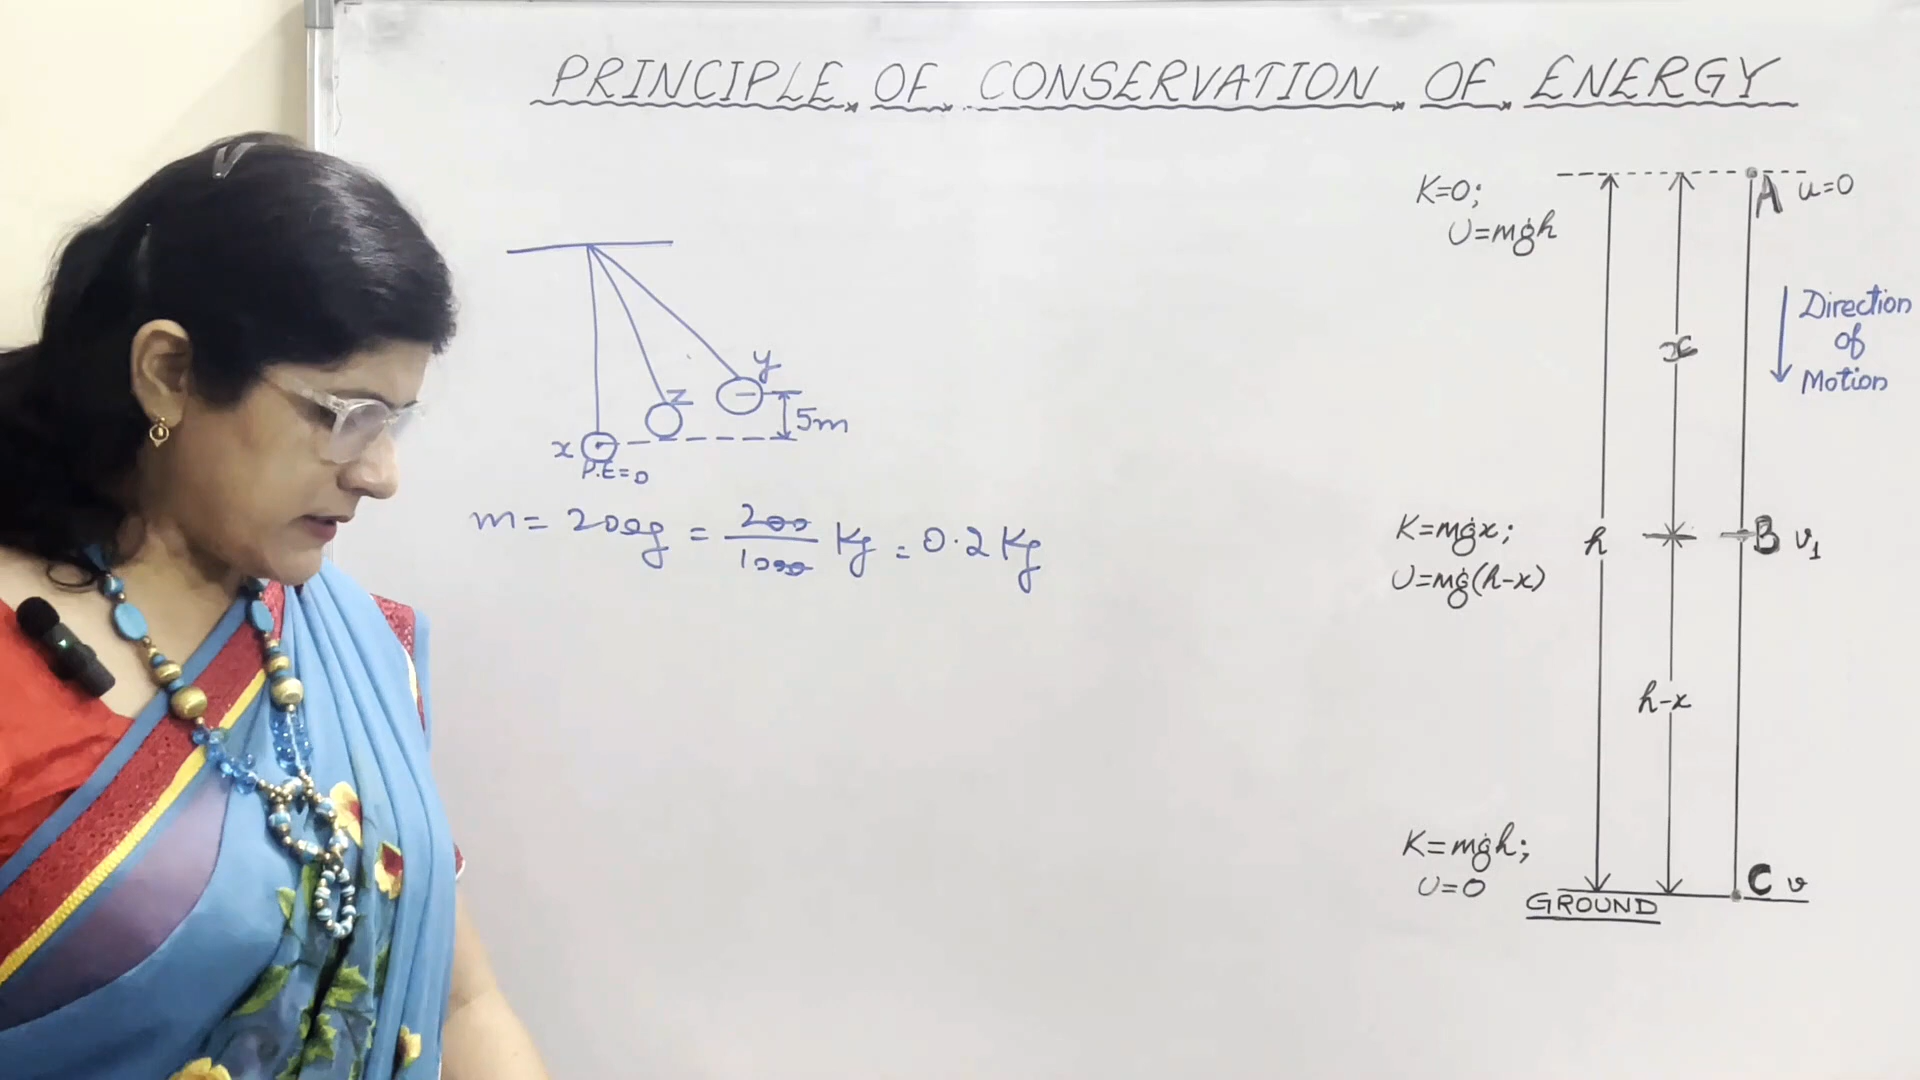 PRINCIPLE OF CONSERVATION OF ENERGY
y
z
5m
x
P.E=0
m = 200g = 200/1000 Kg = 0.2 Kg
K=0;
U=mgh
A u=0
Direction
of
Motion
x
K=mgx;
U=mg(h-x)
h
B v₁
h-x
K=mgh;
U=0
C v
GROUND